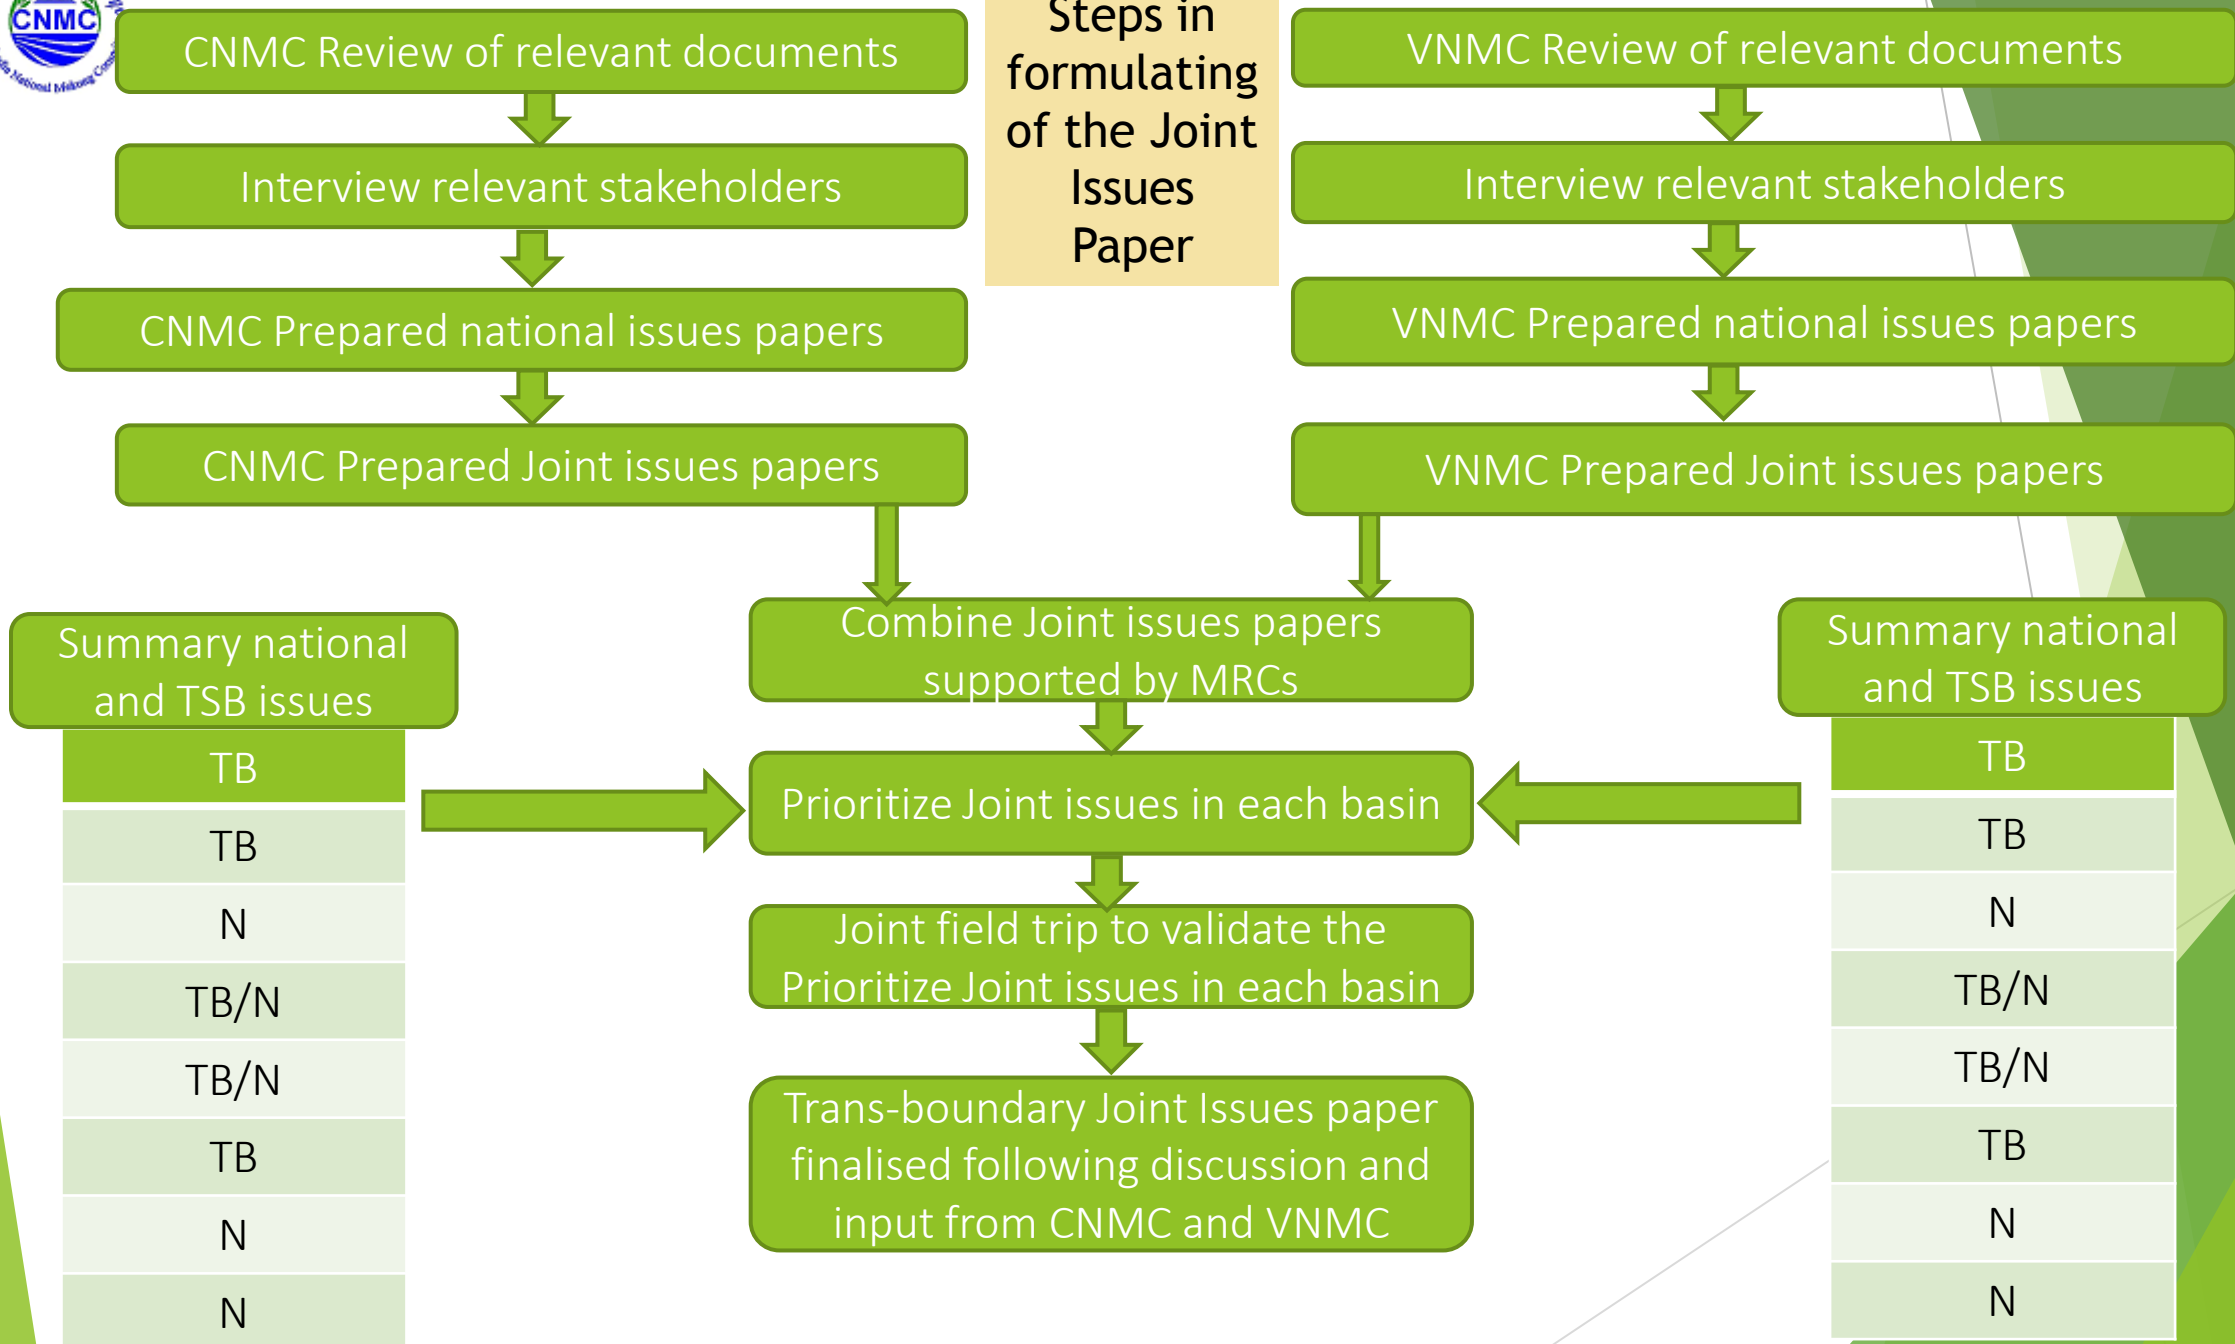 CNMC
National Mekong
CNMC Review of relevant documents
Interview relevant stakeholders
CNMC Prepared national issues papers
CNMC Prepared Joint issues papers
Steps in
formulating
of the Joint
Issues
Paper
VNMC Review of relevant documents
Interview relevant stakeholders
VNMC Prepared national issues papers
VNMC Prepared Joint issues papers
Summary national
and TSB issues
TB
TB
N
TB/N
TB/N
TB
N
N
Combine Joint issues papers
supported by MRCs
Prioritize Joint issues in each basin
Joint field trip to validate the
Prioritize Joint issues in each basin
Trans-boundary Joint Issues paper
finalised following discussion and
input from CNMC and VNMC
Summary national
and TSB issues
TB
TB
N
TB/N
TB/N
TB
N
N